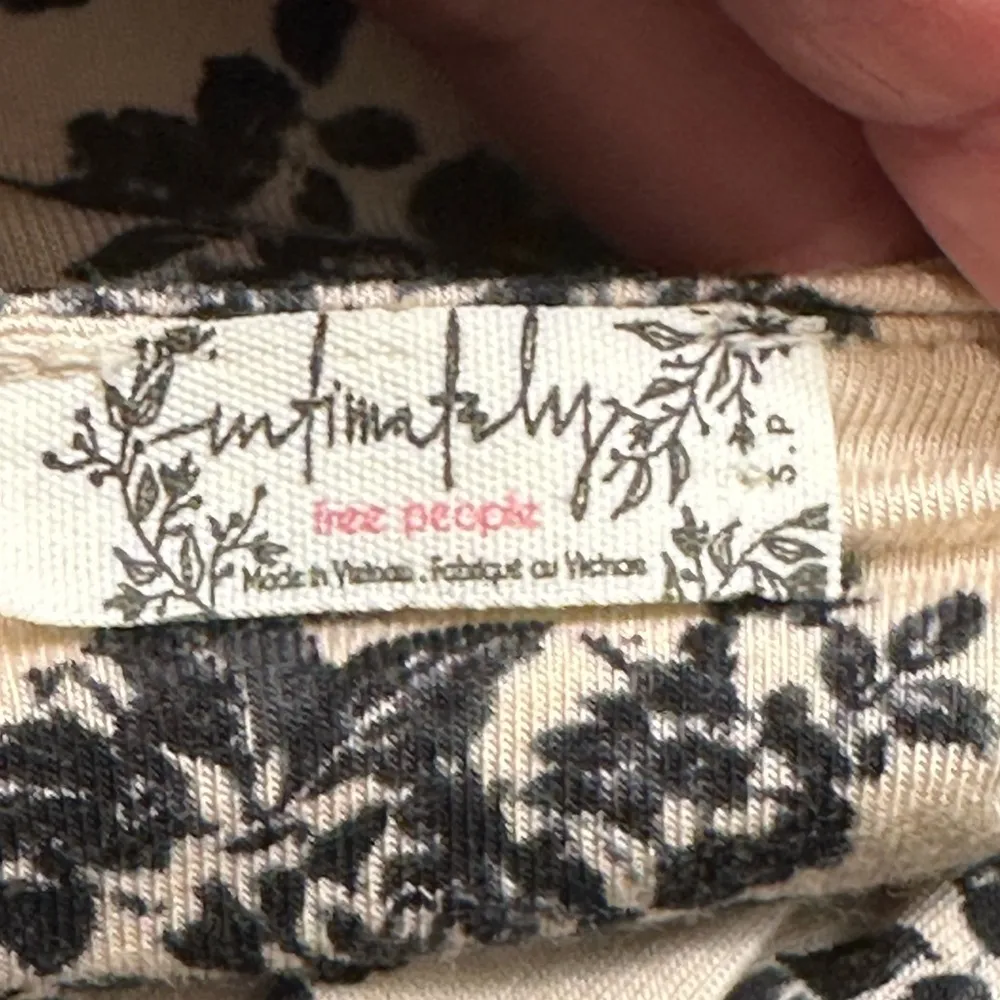 intimately
free people
Made in Vietnam . Fabriqué au Vietnam
S.P